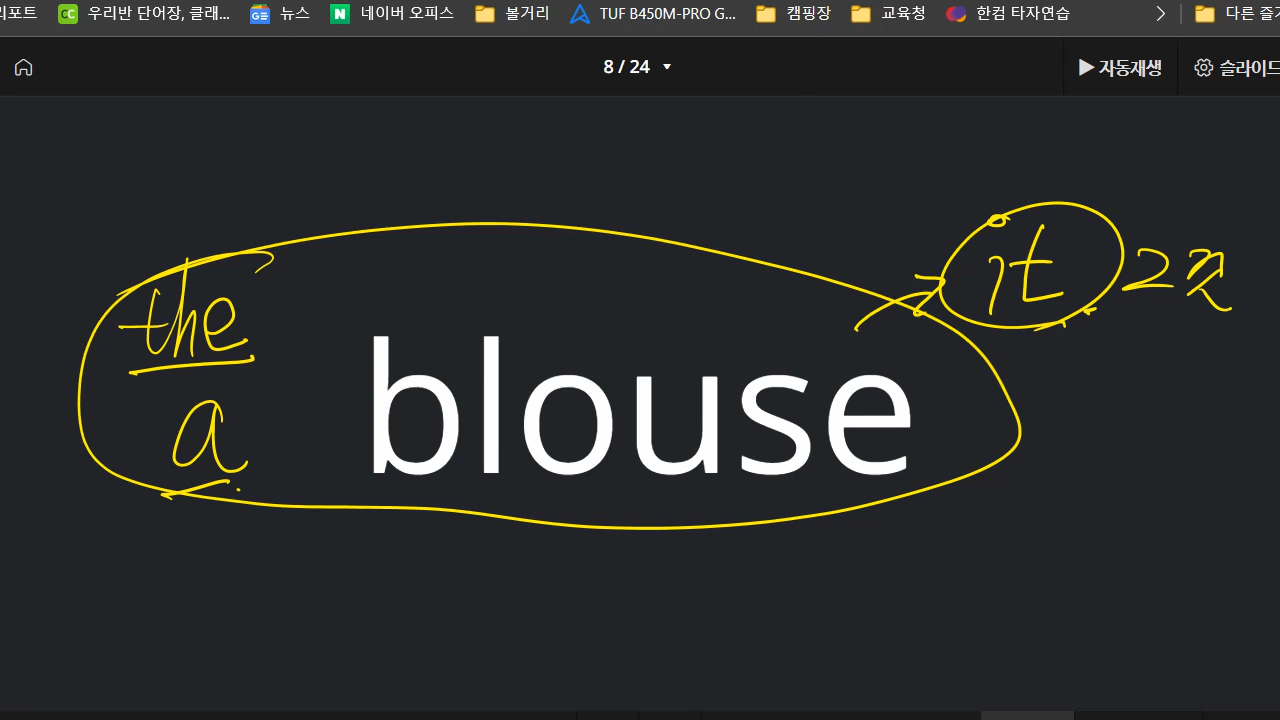 리포트 우리반 단어장, 클래... 뉴스 네이버 오피스 볼거리 TUF B450M-PRO G... 캠핑장 교육청 한컴 타자연습 다른 즐
8 / 24 자동재생 슬라이드
it
the
blouse
a